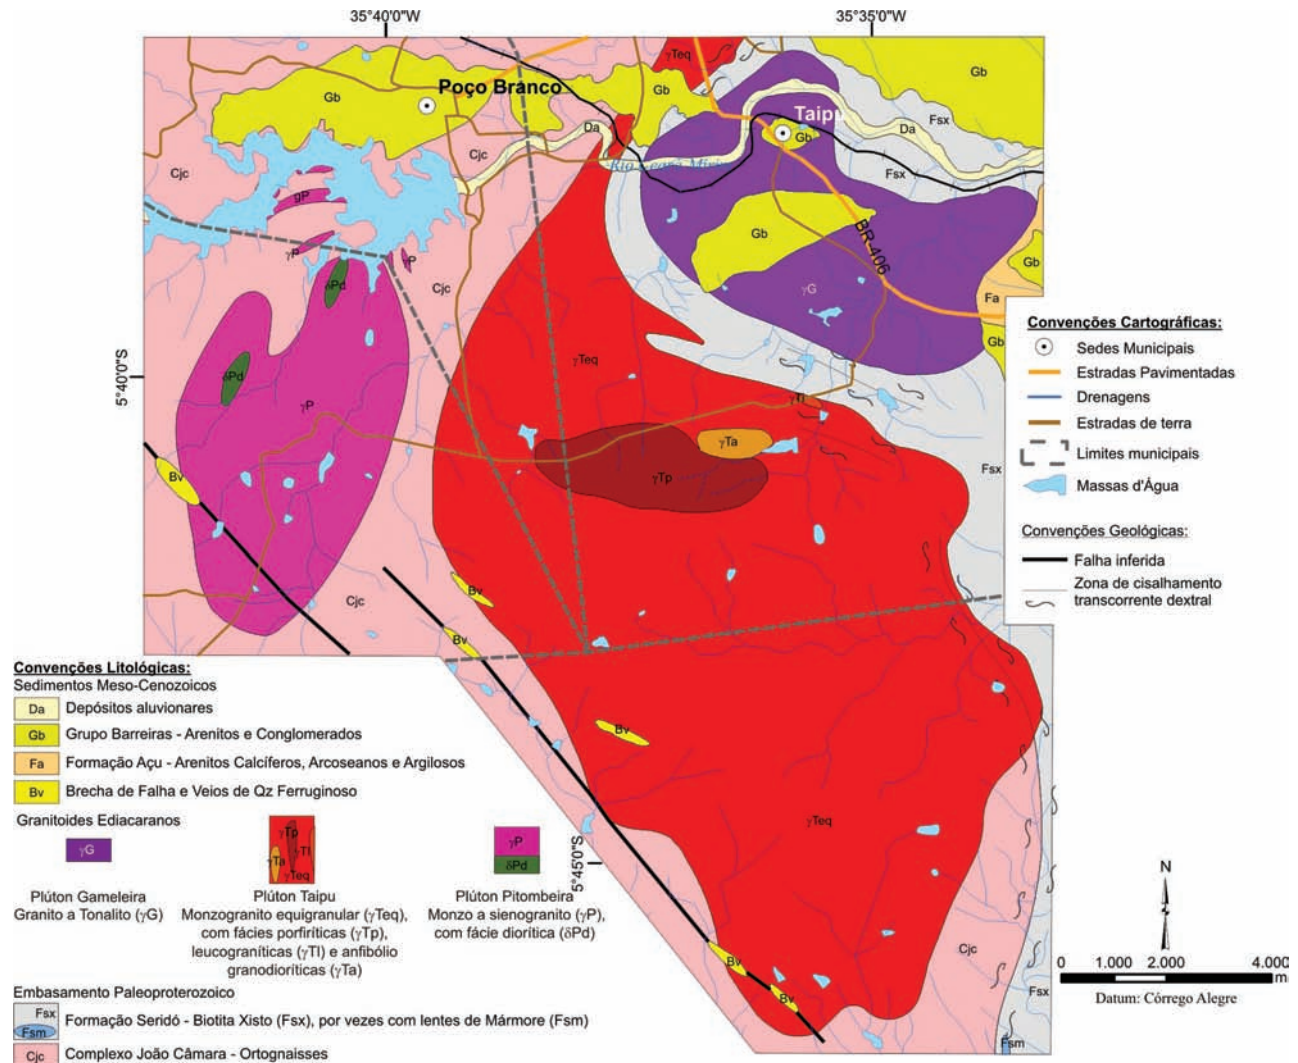 35°40'0"W
35°35'0"W
γTeq
Gb
Gb
Poço Branco
Gb
Taipu
Fsx
Da
Da
Gb
Cjc
Cjc
Fsx
gP
Gb
BR-406
γP
γP
Gb
δPd
Cjc
γG
Fa
Gb
5°40'0"S
γTeq
δPd
γP
γTl
γTa
Fsx
Bv
γTp
Bv
Cjc
Bv
Bv
γTeq
5°45'0"S
Bv
Bv
Cjc
Fsx
Fsm
Convenções Cartográficas:
Sedes Municipais
Estradas Pavimentadas
Drenagens
Estradas de terra
Limites municipais
Massas d'Água
Convenções Geológicas:
Falha inferida
Zona de cisalhamento
transcorrente dextral
Convenções Litológicas:
Sedimentos Meso-Cenozoicos
Da Depósitos aluvionares
Gb Grupo Barreiras - Arenitos e Conglomerados
Fa Formação Açu - Arenitos Calcíferos, Arcoseanos e Argilosos
Bv Brecha de Falha e Veios de Qz Ferruginoso
Granitoides Ediacaranos
γG
γTp
γTa
γTl
γTeq
γP
δPd
Plúton Gameleira
Granito a Tonalito (γG)
Plúton Taipu
Monzogranito equigranular (γTeq),
com fácies porfiríticas (γTp),
leucograníticas (γTl) e anfibólio
granodioríticas (γTa)
Plúton Pitombeira
Monzo a sienogranito (γP),
com fácie diorítica (δPd)
Embasamento Paleoproterozoico
Fsx
Fsm
Formação Seridó - Biotita Xisto (Fsx), por vezes com lentes de Mármore (Fsm)
Cjc Complexo João Câmara - Ortognaisses
N
0 1.000 2.000 4.000
m
Datum: Córrego Alegre